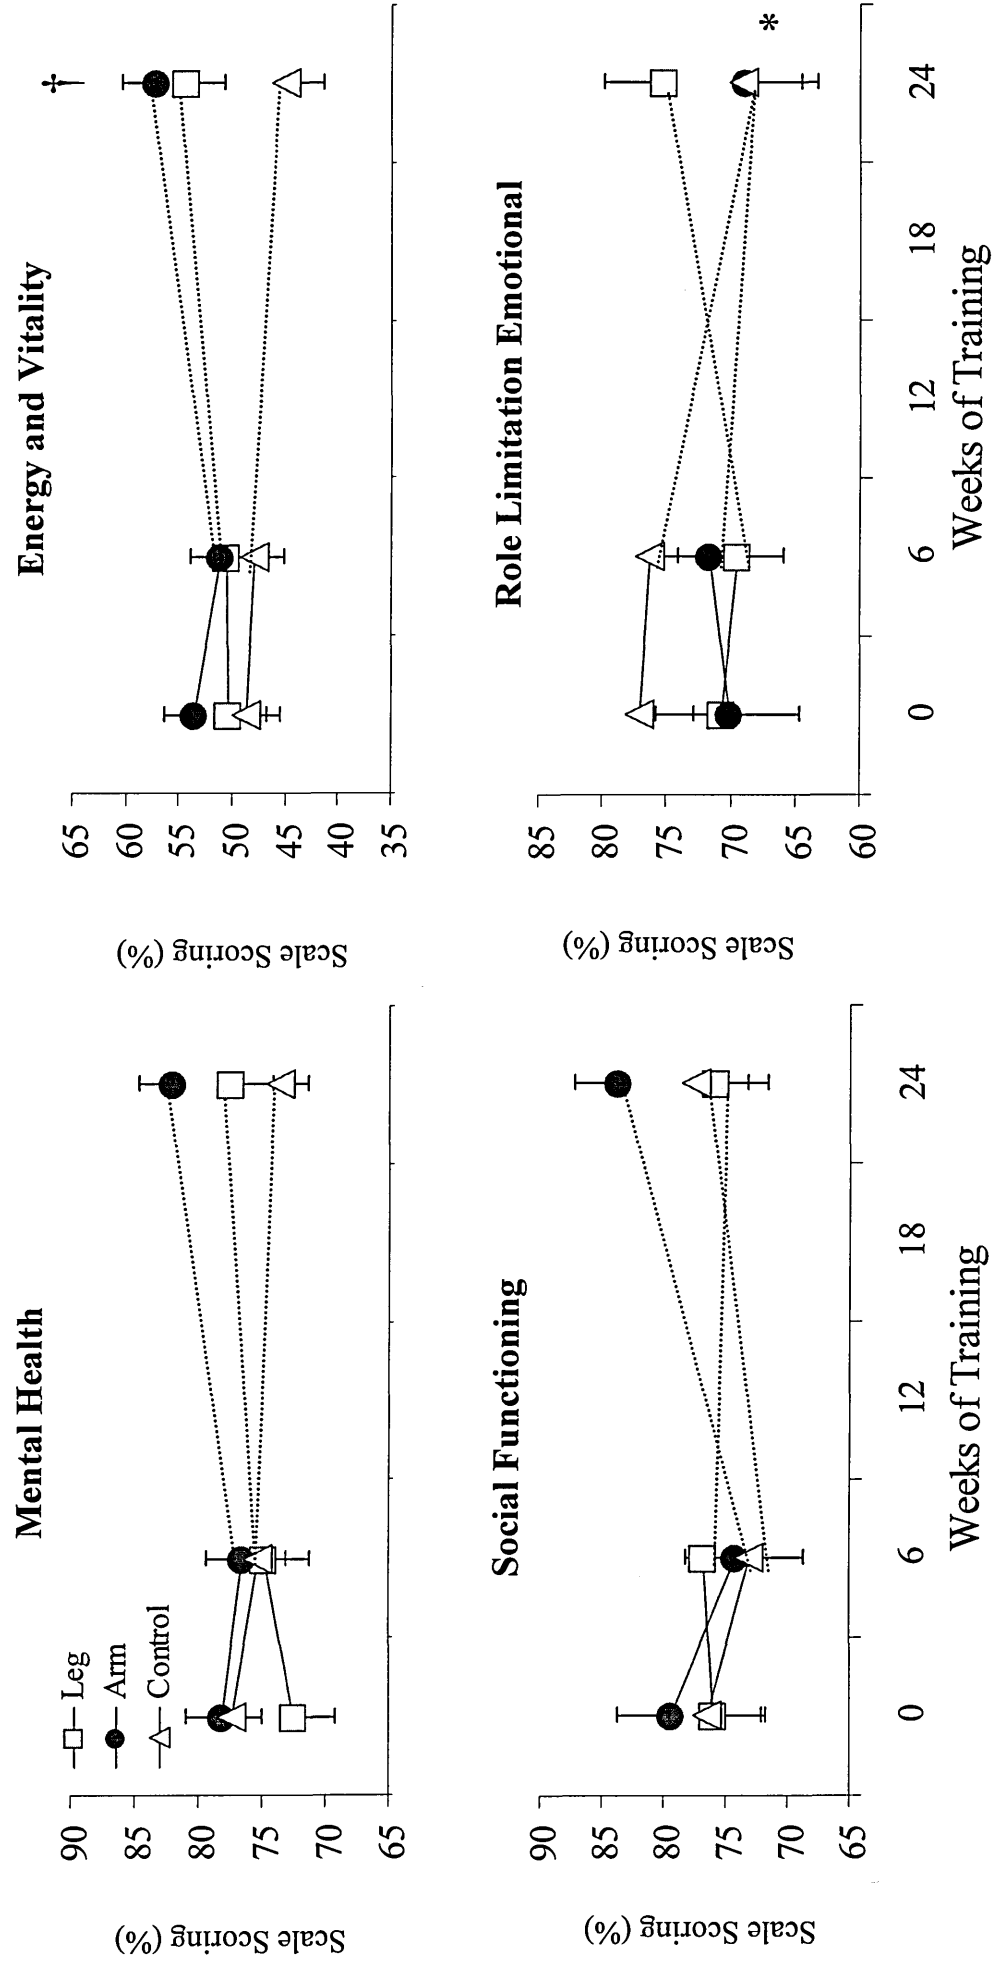 Mental Health
Leg
Arm
Control
90
85
80
75
70
65
Scale Scoring (%)
Energy and Vitality
†
65
60
55
50
45
40
35
Scale Scoring (%)
Social Functioning
90
85
80
75
70
65
Scale Scoring (%)
0
6
12
18
24
Weeks of Training
Role Limitation Emotional
*
85
80
75
70
65
60
Scale Scoring (%)
0
6
12
18
24
Weeks of Training